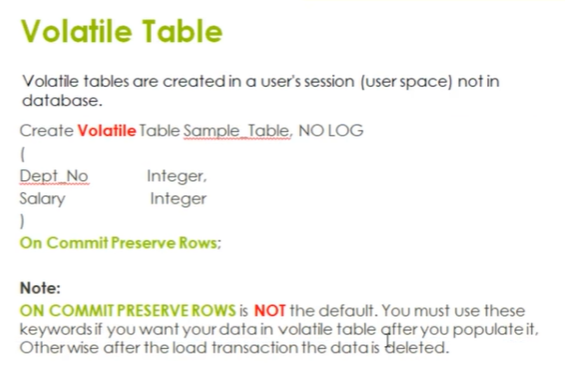 Volatile Table
Volatile tables are created in a user's session (user space) not in
database.
Create Volatile Table Sample_Table, NO LOG
(
Dept_No Integer,
Salary Integer
)
On Commit Preserve Rows;
Note:
ON COMMIT PRESERVE ROWS is NOT the default. You must use these
keywords if you want your data in volatile table after you populate it,
Other wise after the load transaction the data is deleted.